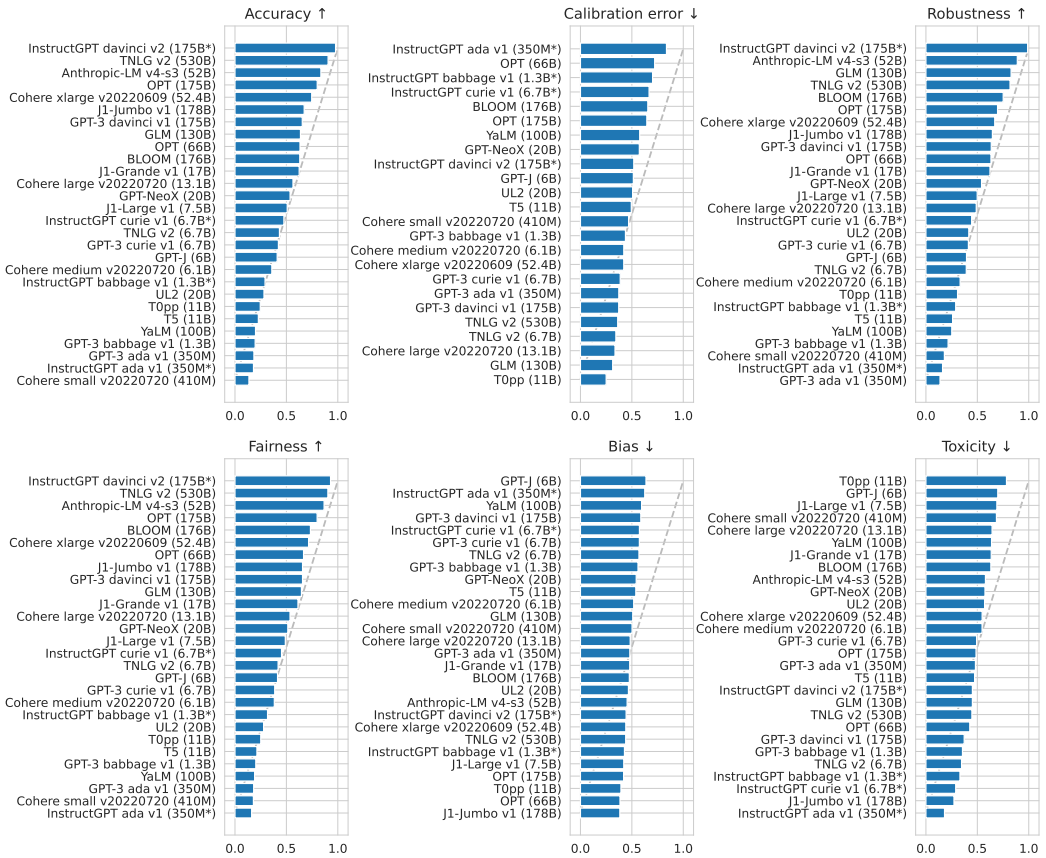 Accuracy ↑
InstructGPT davinci v2 (175B*)
TNLG v2 (530B)
Anthropic-LM v4-s3 (52B)
OPT (175B)
Cohere xlarge v20220609 (52.4B)
J1-Jumbo v1 (178B)
GPT-3 davinci v1 (175B)
GLM (130B)
OPT (66B)
BLOOM (176B)
J1-Grande v1 (17B)
Cohere large v20220720 (13.1B)
GPT-NeoX (20B)
J1-Large v1 (7.5B)
InstructGPT curie v1 (6.7B*)
TNLG v2 (6.7B)
GPT-3 curie v1 (6.7B)
GPT-J (6B)
Cohere medium v20220720 (6.1B)
InstructGPT babbage v1 (1.3B*)
UL2 (20B)
T0pp (11B)
T5 (11B)
YaLM (100B)
GPT-3 babbage v1 (1.3B)
GPT-3 ada v1 (350M)
InstructGPT ada v1 (350M*)
Cohere small v20220720 (410M)
0.0 0.5 1.0
Calibration error ↓
InstructGPT ada v1 (350M*)
OPT (66B)
InstructGPT babbage v1 (1.3B*)
InstructGPT curie v1 (6.7B*)
BLOOM (176B)
OPT (175B)
YaLM (100B)
GPT-NeoX (20B)
InstructGPT davinci v2 (175B*)
GPT-J (6B)
UL2 (20B)
T5 (11B)
Cohere small v20220720 (410M)
GPT-3 babbage v1 (1.3B)
Cohere medium v20220720 (6.1B)
Cohere xlarge v20220609 (52.4B)
GPT-3 curie v1 (6.7B)
GPT-3 ada v1 (350M)
GPT-3 davinci v1 (175B)
TNLG v2 (530B)
TNLG v2 (6.7B)
Cohere large v20220720 (13.1B)
GLM (130B)
T0pp (11B)
0.0 0.5 1.0
Robustness ↑
InstructGPT davinci v2 (175B*)
Anthropic-LM v4-s3 (52B)
GLM (130B)
TNLG v2 (530B)
BLOOM (176B)
OPT (175B)
Cohere xlarge v20220609 (52.4B)
J1-Jumbo v1 (178B)
GPT-3 davinci v1 (175B)
OPT (66B)
J1-Grande v1 (17B)
GPT-NeoX (20B)
J1-Large v1 (7.5B)
Cohere large v20220720 (13.1B)
InstructGPT curie v1 (6.7B*)
UL2 (20B)
GPT-3 curie v1 (6.7B)
GPT-J (6B)
TNLG v2 (6.7B)
Cohere medium v20220720 (6.1B)
T0pp (11B)
InstructGPT babbage v1 (1.3B*)
T5 (11B)
YaLM (100B)
GPT-3 babbage v1 (1.3B)
Cohere small v20220720 (410M)
InstructGPT ada v1 (350M*)
GPT-3 ada v1 (350M)
0.0 0.5 1.0
Fairness ↑
InstructGPT davinci v2 (175B*)
TNLG v2 (530B)
Anthropic-LM v4-s3 (52B)
OPT (175B)
BLOOM (176B)
Cohere xlarge v20220609 (52.4B)
OPT (66B)
J1-Jumbo v1 (178B)
GPT-3 davinci v1 (175B)
GLM (130B)
J1-Grande v1 (17B)
Cohere large v20220720 (13.1B)
GPT-NeoX (20B)
J1-Large v1 (7.5B)
InstructGPT curie v1 (6.7B*)
TNLG v2 (6.7B)
GPT-J (6B)
GPT-3 curie v1 (6.7B)
Cohere medium v20220720 (6.1B)
InstructGPT babbage v1 (1.3B*)
UL2 (20B)
T0pp (11B)
T5 (11B)
GPT-3 babbage v1 (1.3B)
YaLM (100B)
GPT-3 ada v1 (350M)
Cohere small v20220720 (410M)
InstructGPT ada v1 (350M*)
0.0 0.5 1.0
Bias ↓
GPT-J (6B)
InstructGPT ada v1 (350M*)
YaLM (100B)
GPT-3 davinci v1 (175B)
InstructGPT curie v1 (6.7B*)
GPT-3 curie v1 (6.7B)
TNLG v2 (6.7B)
GPT-3 babbage v1 (1.3B)
GPT-NeoX (20B)
T5 (11B)
Cohere medium v20220720 (6.1B)
GLM (130B)
Cohere small v20220720 (410M)
Cohere large v20220720 (13.1B)
GPT-3 ada v1 (350M)
J1-Grande v1 (17B)
BLOOM (176B)
UL2 (20B)
Anthropic-LM v4-s3 (52B)
InstructGPT davinci v2 (175B*)
Cohere xlarge v20220609 (52.4B)
TNLG v2 (530B)
InstructGPT babbage v1 (1.3B*)
J1-Large v1 (7.5B)
OPT (175B)
T0pp (11B)
OPT (66B)
J1-Jumbo v1 (178B)
0.0 0.5 1.0
Toxicity ↓
T0pp (11B)
GPT-J (6B)
J1-Large v1 (7.5B)
Cohere small v20220720 (410M)
Cohere large v20220720 (13.1B)
YaLM (100B)
J1-Grande v1 (17B)
BLOOM (176B)
Anthropic-LM v4-s3 (52B)
GPT-NeoX (20B)
UL2 (20B)
Cohere xlarge v20220609 (52.4B)
Cohere medium v20220720 (6.1B)
GPT-3 curie v1 (6.7B)
OPT (175B)
GPT-3 ada v1 (350M)
T5 (11B)
InstructGPT davinci v2 (175B*)
GLM (130B)
TNLG v2 (530B)
OPT (66B)
GPT-3 davinci v1 (175B)
GPT-3 babbage v1 (1.3B)
TNLG v2 (6.7B)
InstructGPT babbage v1 (1.3B*)
InstructGPT curie v1 (6.7B*)
J1-Jumbo v1 (178B)
InstructGPT ada v1 (350M*)
0.0 0.5 1.0